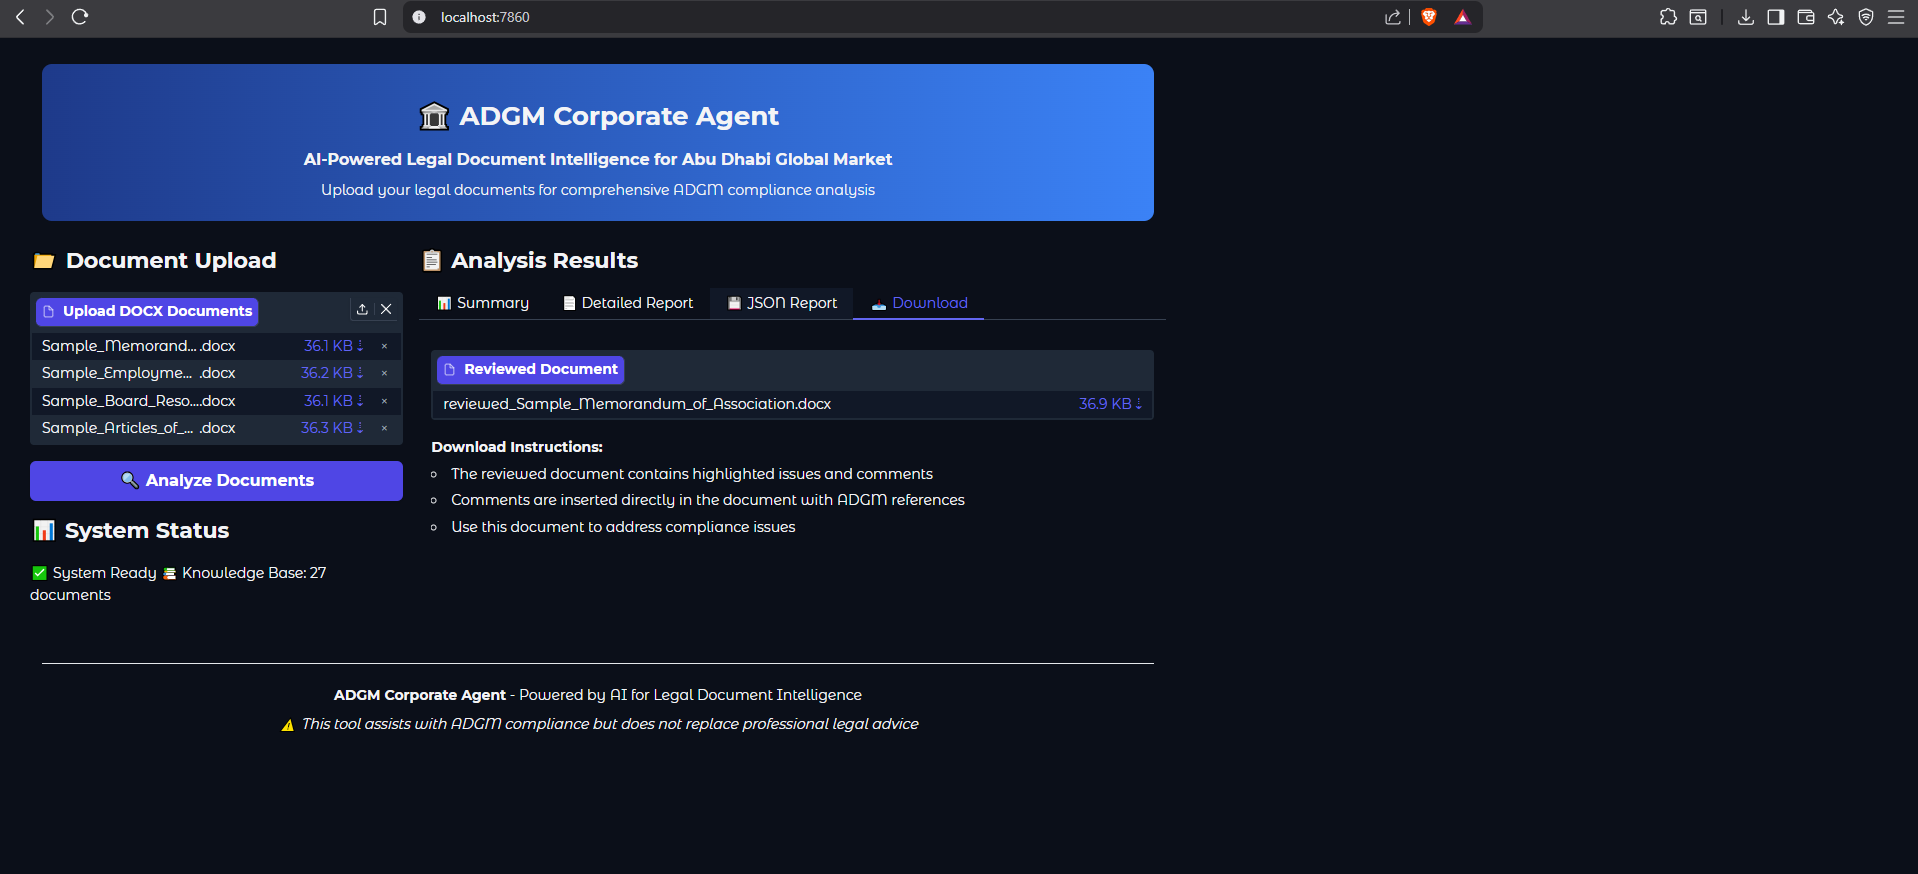 localhost:7860
🏛️ ADGM Corporate Agent
AI-Powered Legal Document Intelligence for Abu Dhabi Global Market
Upload your legal documents for comprehensive ADGM compliance analysis
📂 Document Upload
Upload DOCX Documents
Sample_Memorand... .docx 36.1 KB ⇣ ×
Sample_Employme... .docx 36.2 KB ⇣ ×
Sample_Board_Reso....docx 36.1 KB ⇣ ×
Sample_Articles_of_... .docx 36.3 KB ⇣ ×
🔍 Analyze Documents
📊 System Status
✅ System Ready 📚 Knowledge Base: 27
documents
📋 Analysis Results
📊 Summary 📄 Detailed Report 💾 JSON Report 📥 Download
Reviewed Document
reviewed_Sample_Memorandum_of_Association.docx 36.9 KB ⇣
Download Instructions:
The reviewed document contains highlighted issues and comments
Comments are inserted directly in the document with ADGM references
Use this document to address compliance issues
ADGM Corporate Agent - Powered by AI for Legal Document Intelligence
⚠️ This tool assists with ADGM compliance but does not replace professional legal advice